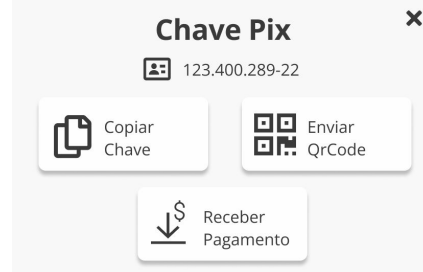 Chave Pix
123.400.289-22
Copiar
Chave
Enviar
QrCode
Receber
Pagamento